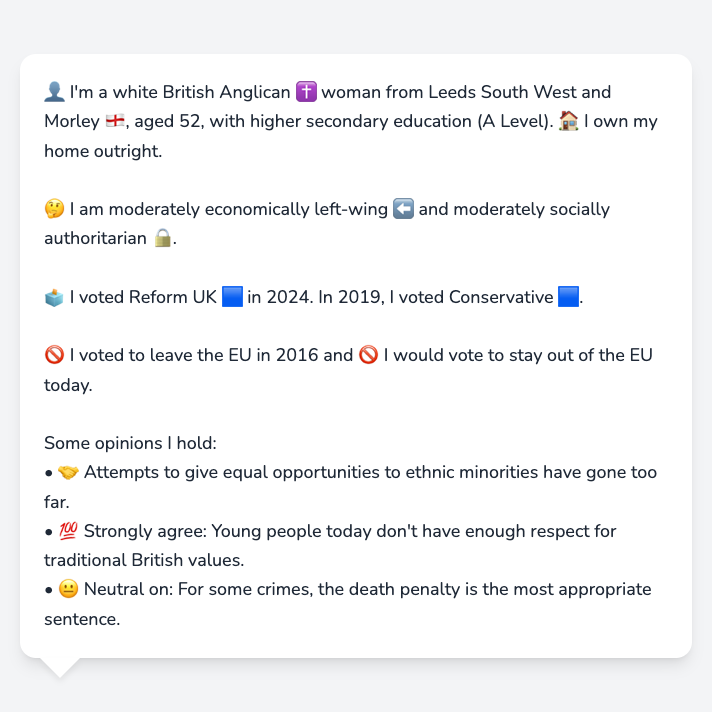 👤 I'm a white British Anglican ✝️ woman from Leeds South West and
Morley 🏴󠁧󠁢󠁥󠁮󠁧󠁿, aged 52, with higher secondary education (A Level). 🏠 I own my
home outright.
🤔 I am moderately economically left-wing ⬅️ and moderately socially
authoritarian 🔒.
🗳️ I voted Reform UK 🟦 in 2024. In 2019, I voted Conservative 🟦.
🚫 I voted to leave the EU in 2016 and 🚫 I would vote to stay out of the EU
today.
Some opinions I hold:
• 🤝 Attempts to give equal opportunities to ethnic minorities have gone too
far.
• 💯 Strongly agree: Young people today don't have enough respect for
traditional British values.
• 😐 Neutral on: For some crimes, the death penalty is the most appropriate
sentence.